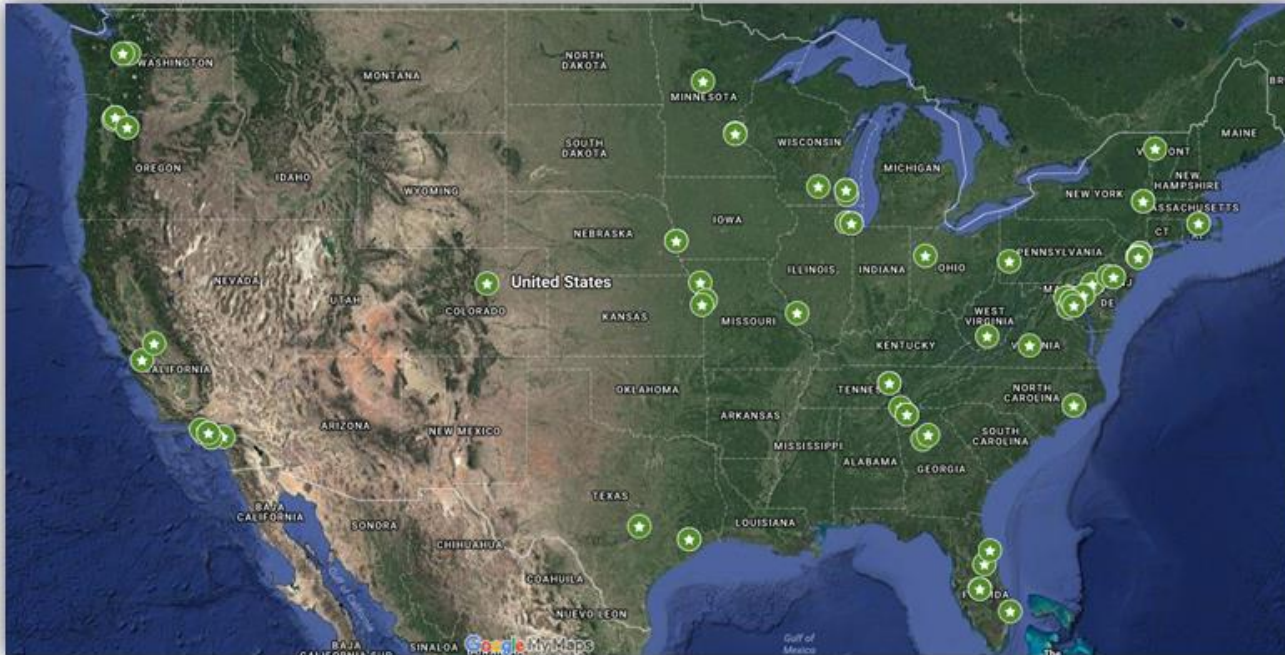 WASHINGTON
MONTANA
NORTH
DAKOTA
MINNESOTA
OREGON
IDAHO
WYOMING
SOUTH
DAKOTA
WISCONSIN
MICHIGAN
MAINE
NEW YORK
NEW
HAMPSHIRE
NEBRASKA
IOWA
NEVADA
UTAH
COLORADO
United States
KANSAS
ILLINOIS
INDIANA
OHIO
PENNSYLVANIA
CT
DE
MISSOURI
WEST
VIRGINIA
KENTUCKY
ARIZONA
NEW MEXICO
OKLAHOMA
ARKANSAS
NORTH
CAROLINA
SOUTH
CAROLINA
MISSISSIPPI
ALABAMA
GEORGIA
TEXAS
LOUISIANA
BAJA
CALIFORNIA
SONORA
CHIHUAHUA
COAHUILA
NUEVO LEON
Gulf of California
SINALOA
Google My Maps
Gulf of
Mexico
The